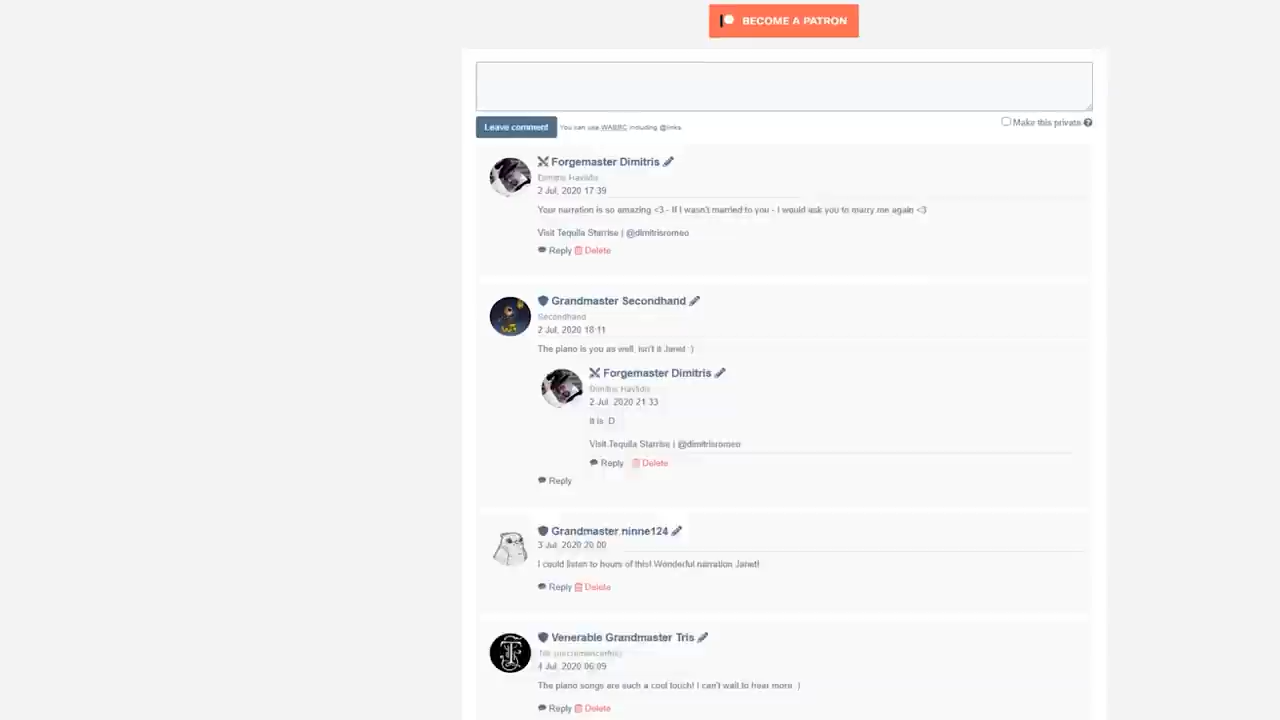 BECOME A PATRON
Leave comment You can use WABBC including @links
Make this private
Forgemaster Dimitris
Dimitris Havlidis
2 Jul, 2020 17:39
Your narration is so amazing <3 - If I wasn't married to you - I would ask you to marry me again <3
Visit Tequila Starrise | @dimitrisromeo
Reply Delete
Grandmaster Secondhand
Secondhand
2 Jul, 2020 18:11
The piano is you as well, isn't it Janet :)
Forgemaster Dimitris
Dimitris Havlidis
2 Jul, 2020 21:33
It is :D
Visit Tequila Starrise | @dimitrisromeo
Reply Delete
Reply
Grandmaster ninne124
3 Jul, 2020 20:00
I could listen to hours of this! Wonderful narration Janet!
Reply Delete
Venerable Grandmaster Tris
4 Jul, 2020 06:09
The piano songs are such a cool touch! I can't wait to hear more :)
Reply Delete